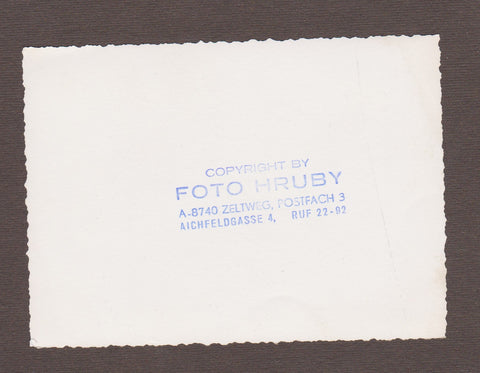 COPYRIGHT BY
FOTO HRUBY
A-8740 ZELTWEG, POSTFACH 3
AICHFELDGASSE 4, RUF 22-92